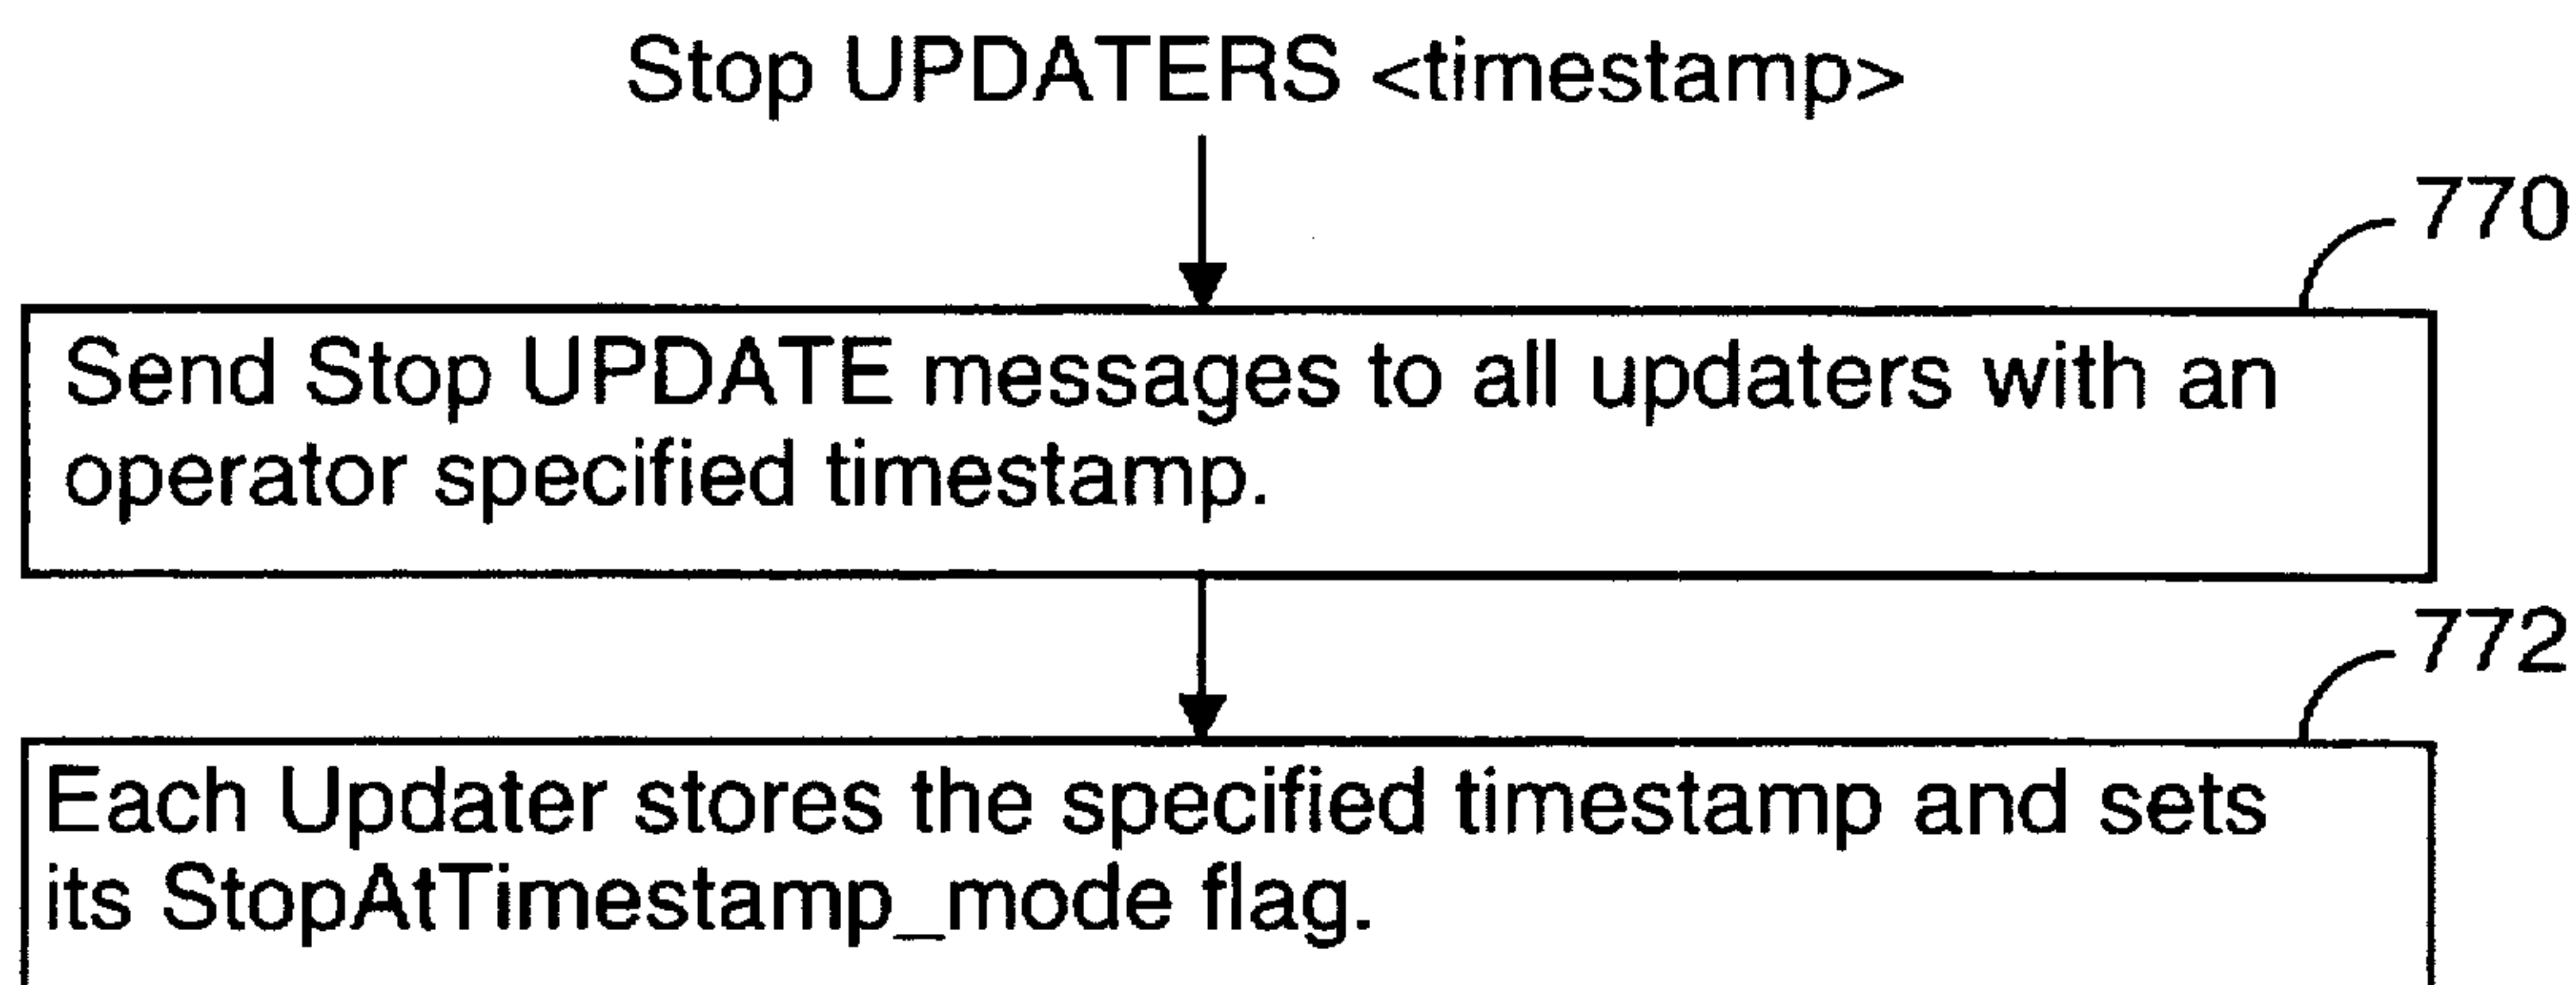 Stop UPDATERS <timestamp>
770
Send Stop UPDATE messages to all updaters with an
operator specified timestamp.
772
Each Updater stores the specified timestamp and sets
its StopAtTimestamp_mode flag.